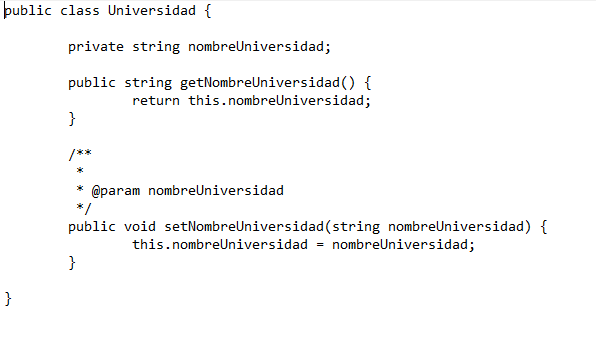 public class Universidad {
private string nombreUniversidad;
public string getNombreUniversidad() {
return this.nombreUniversidad;
}
/**
*
* @param nombreUniversidad
*/
public void setNombreUniversidad(string nombreUniversidad) {
this.nombreUniversidad = nombreUniversidad;
}
}